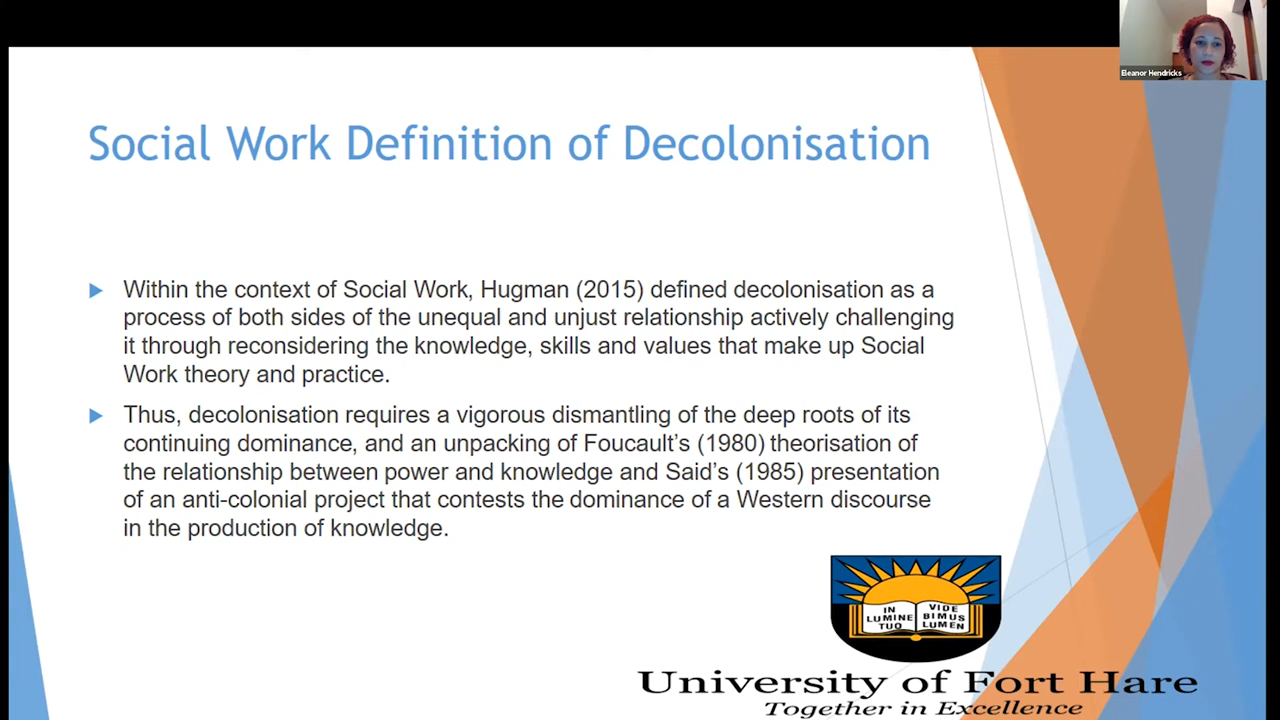 Eleanor Hendricks
Social Work Definition of Decolonisation
Within the context of Social Work, Hugman (2015) defined decolonisation as a
process of both sides of the unequal and unjust relationship actively challenging
it through reconsidering the knowledge, skills and values that make up Social
Work theory and practice.
Thus, decolonisation requires a vigorous dismantling of the deep roots of its
continuing dominance, and an unpacking of Foucault’s (1980) theorisation of
the relationship between power and knowledge and Said’s (1985) presentation
of an anti-colonial project that contests the dominance of a Western discourse
in the production of knowledge.
IN
LUMINE
TUO
VIDE
BIMUS
LUMEN
University of Fort Hare
Together in Excellence